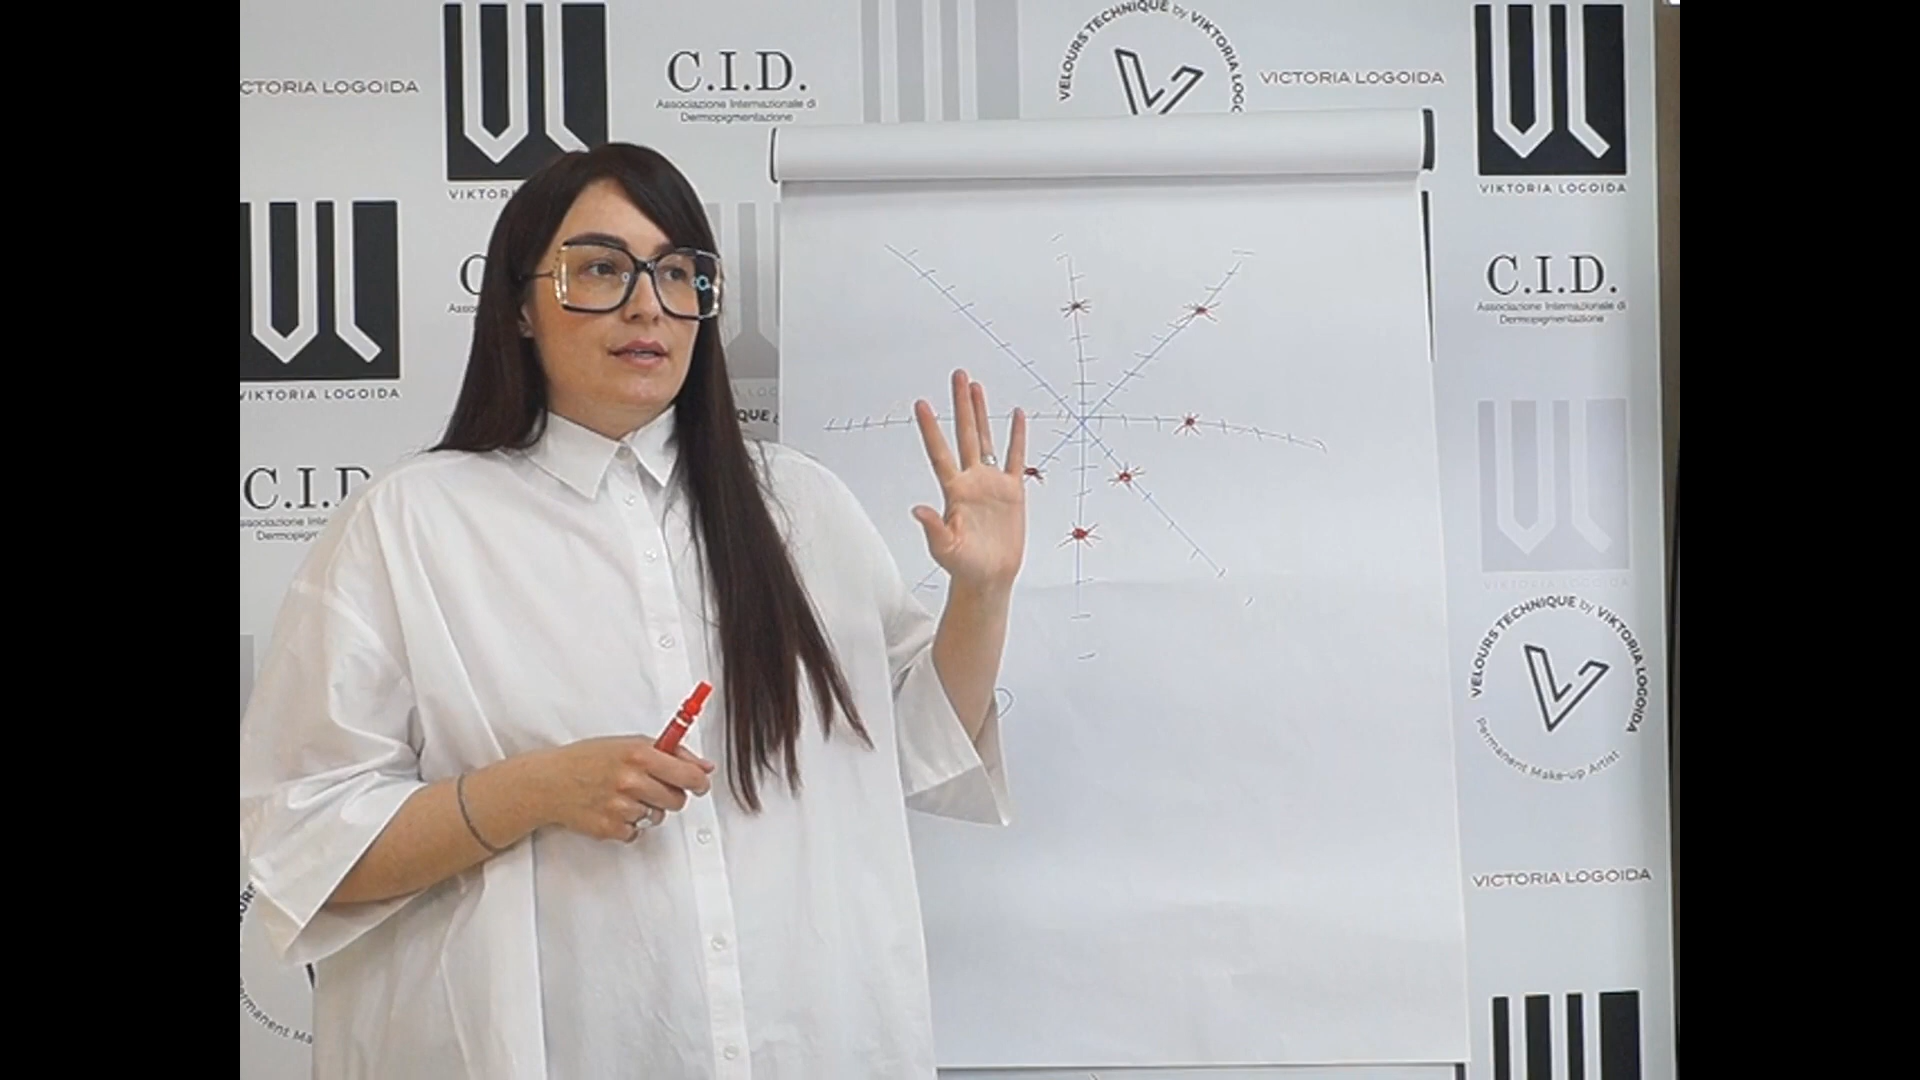 VICTORIA LOGOIDA
C.I.D.
Associazione Internazionale di
Dermopigmentazione
VELOURS TECHNIQUE by VIKTORIA LOGO
VICTORIA LOGOIDA
VIKTORIA LOGOIDA
VIKTORIA LOGOIDA
C.I.D.
Associazione Internazionale di
Dermopigmentazione
C.I.D.
VIKTORIA LOGOIDA
VELOURS TECHNIQUE by VIKTORIA LOGOIDA
Permanent Make-up Artist
VICTORIA LOGOIDA